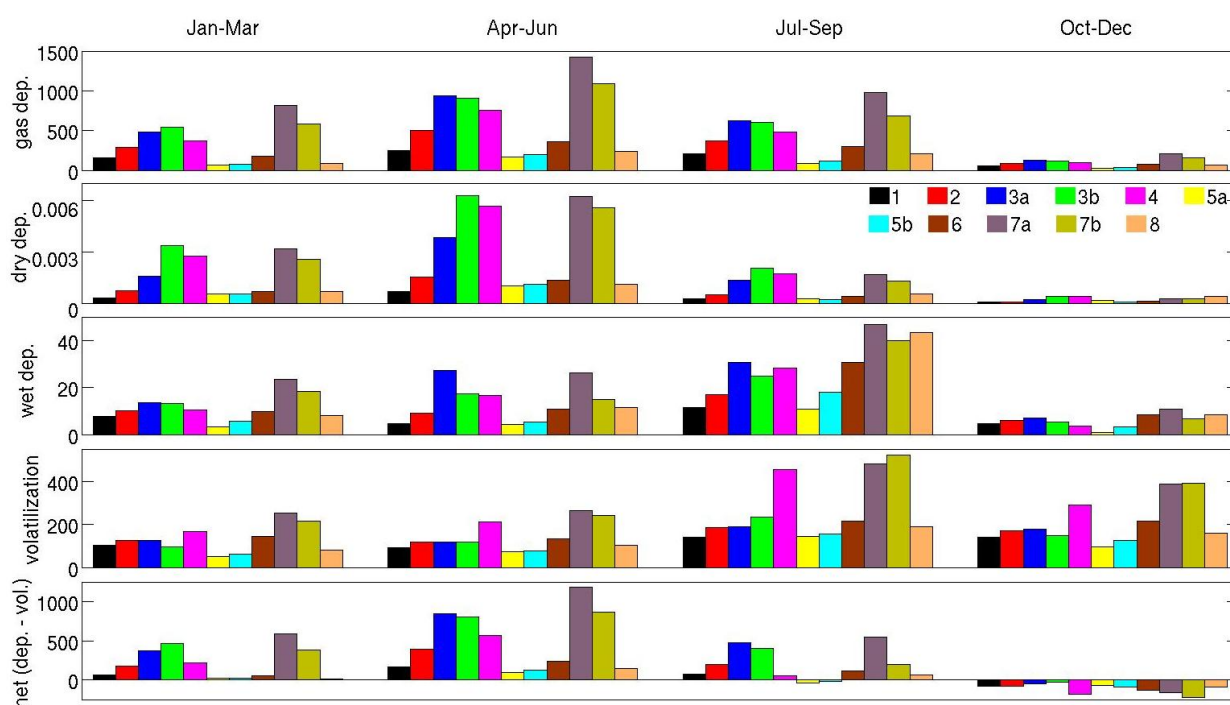 Jan-Mar Apr-Jun Jul-Sep Oct-Dec
gas dep.
1500
1000
500
0
dry dep.
0.006
0.003
0
1 2 3a 3b 4 5a
5b 6 7a 7b 8
wet dep.
40
20
0
volatilization
400
200
0
net (dep. - vol.)
1000
500
0